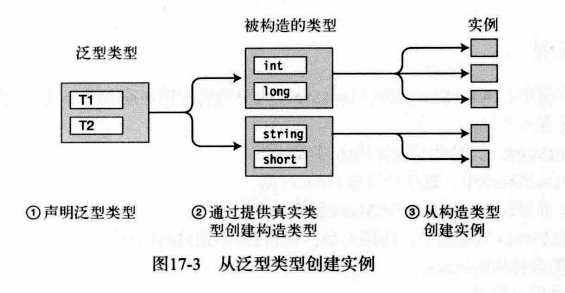 被构造的类型
实例
泛型类型
int
long
T1
T2
string
short
①声明泛型类型
②通过提供真实类
型创建构造类型
③从构造类型
创建实例
图17-3 从泛型类型创建实例